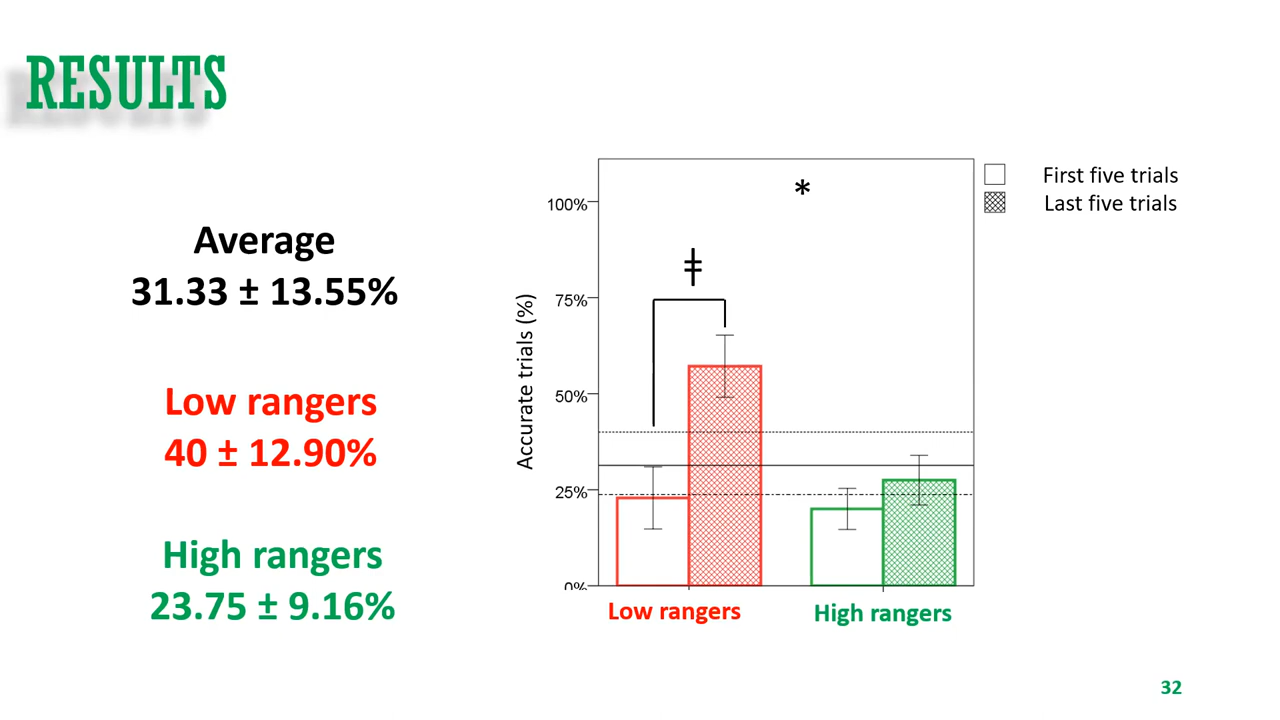 RESULTS
Average
31.33 ± 13.55%
Low rangers
40 ± 12.90%
High rangers
23.75 ± 9.16%
*
ǂ
100%
75%
50%
25%
0%
Accurate trials (%)
Low rangers
High rangers
First five trials
Last five trials
32